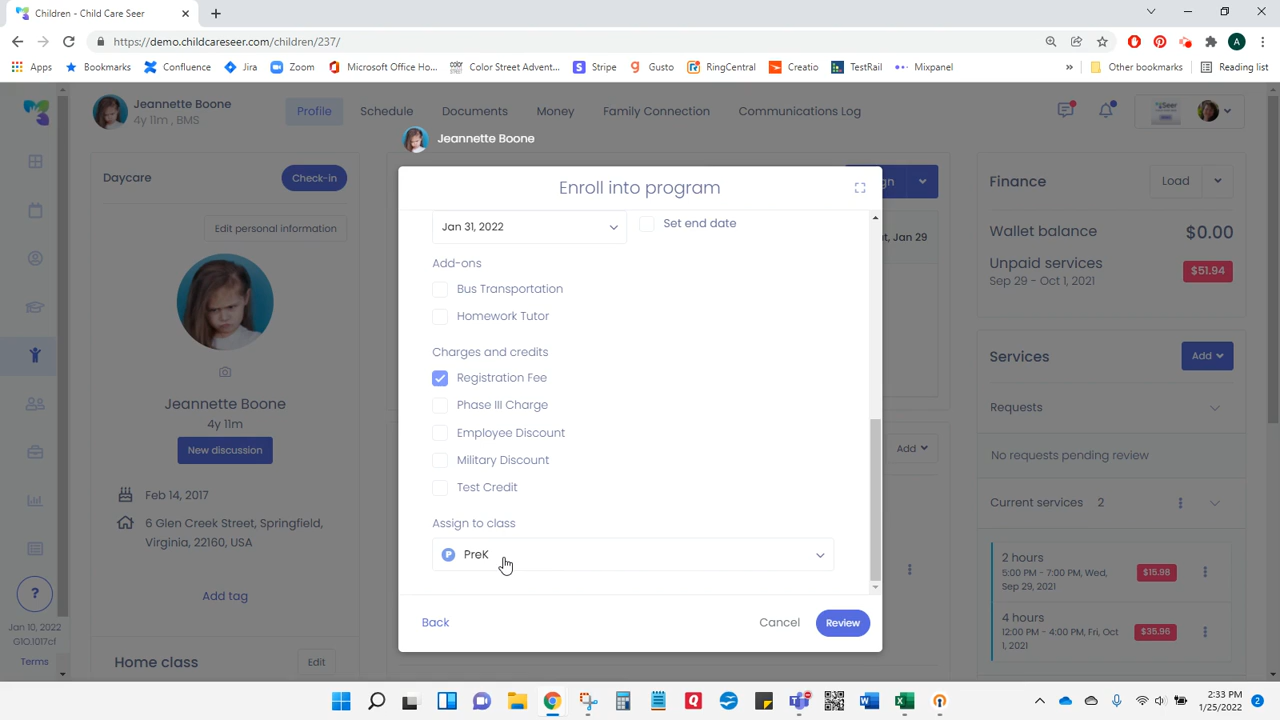 Children - Child Care Seer
https://demo.childcareseer.com/children/237/
A
Apps
Bookmarks
Confluence
Jira
Zoom
Microsoft Office Ho...
Color Street Advent...
Stripe
Gusto
RingCentral
Creatio
TestRail
Mixpanel
»
Other bookmarks
Reading list
Jeannette Boone
4y 11m , BMS
Profile
Schedule
Documents
Money
Family Connection
Communications Log
Seer
Jeannette Boone
Daycare
Check-in
Edit personal information
Jeannette Boone
4y 11m
New discussion
Feb 14, 2017
6 Glen Creek Street, Springfield,
Virginia, 22160, USA
Add tag
Home class
Edit
?
Jan 10, 2022
G10.1017cf
Terms
Enroll into program
Jan 31, 2022
Set end date
Add-ons
Bus Transportation
Homework Tutor
Charges and credits
Registration Fee
Phase III Charge
Employee Discount
Military Discount
Test Credit
Assign to class
P PreK
Back
Cancel
Review
gn
t, Jan 29
Add
Finance
Load
Wallet balance
$0.00
Unpaid services
$51.94
Sep 29 - Oct 1, 2021
Services
Add
Requests
No requests pending review
Current services 2
2 hours
5:00 PM - 7:00 PM, Wed,
Sep 29, 2021
$15.98
4 hours
12:00 PM - 4:00 PM, Fri, Oct
1, 2021
$35.96
2:33 PM
1/25/2022
2